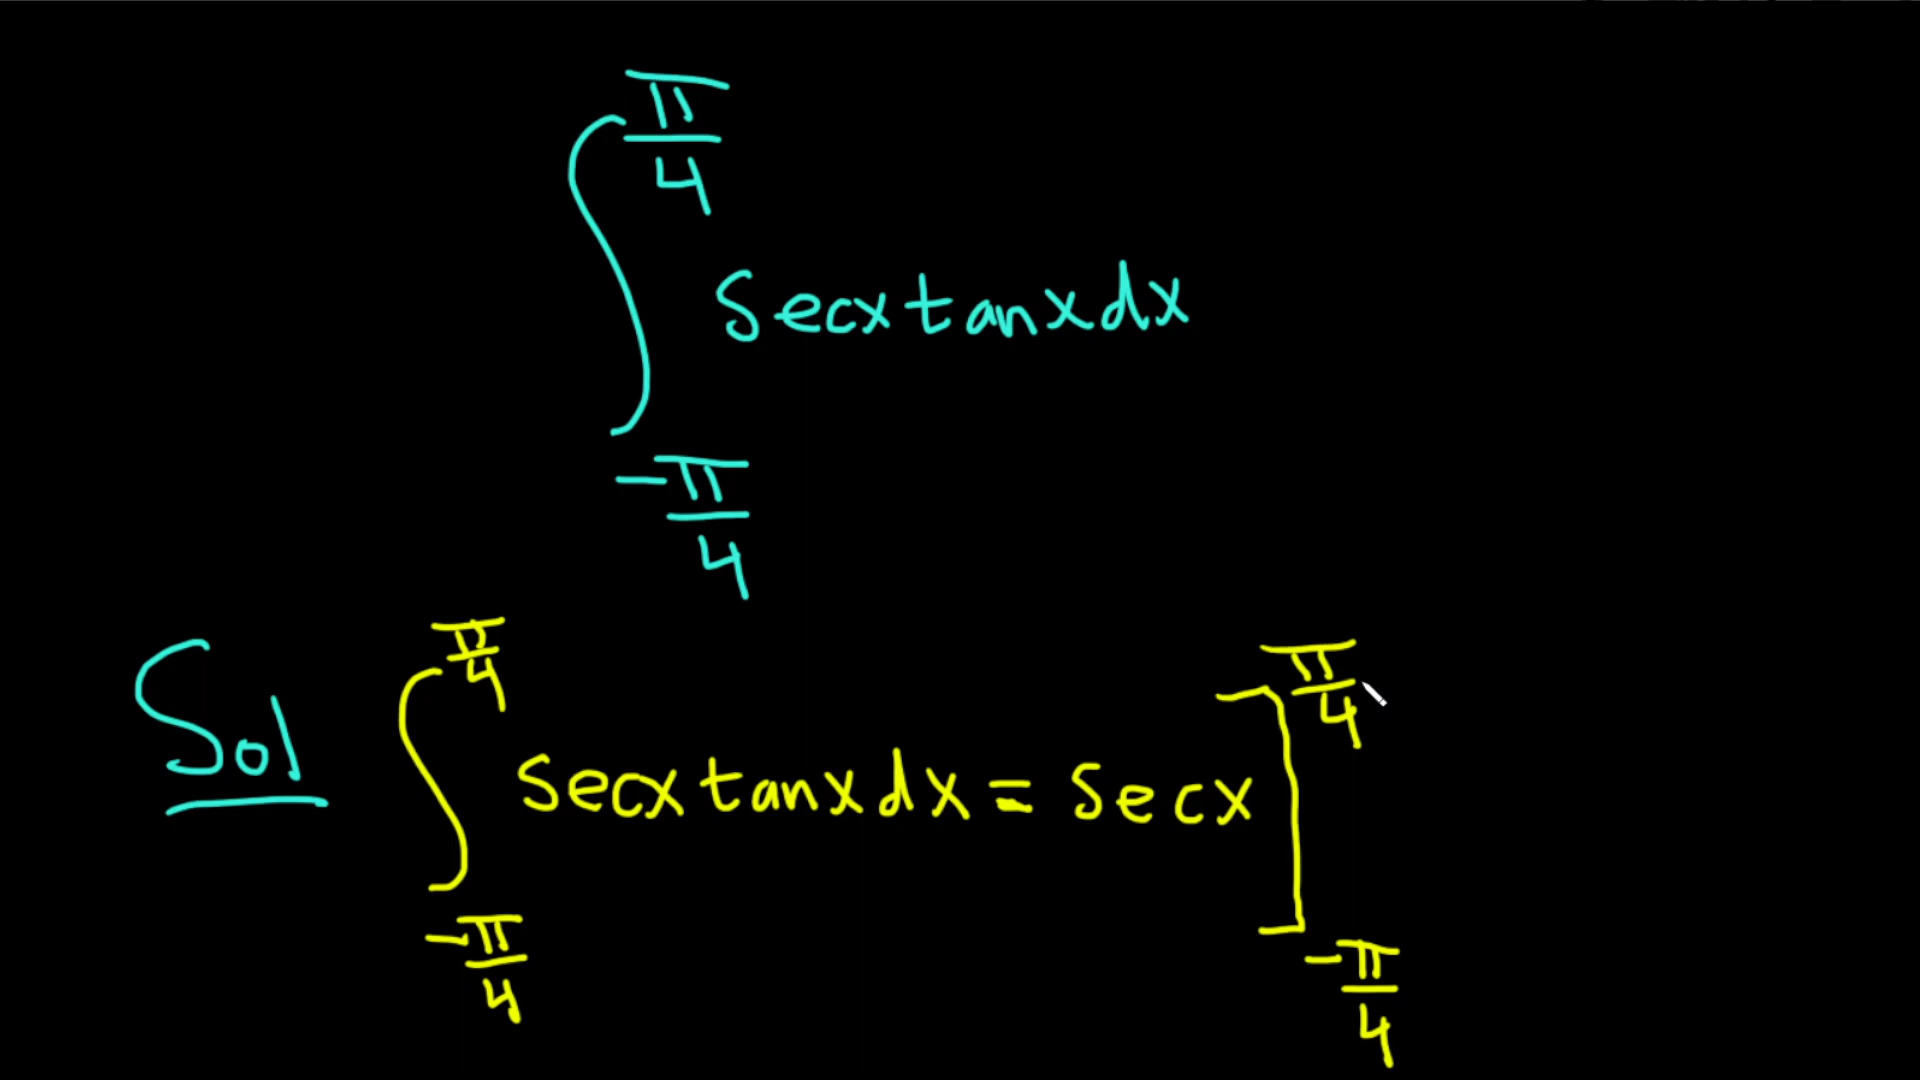 ∫_{-π/4}^{π/4} secx tanx dx
Sol ∫_{-π/4}^{π/4} secx tanx dx = secx ]_{-π/4}^{π/4}